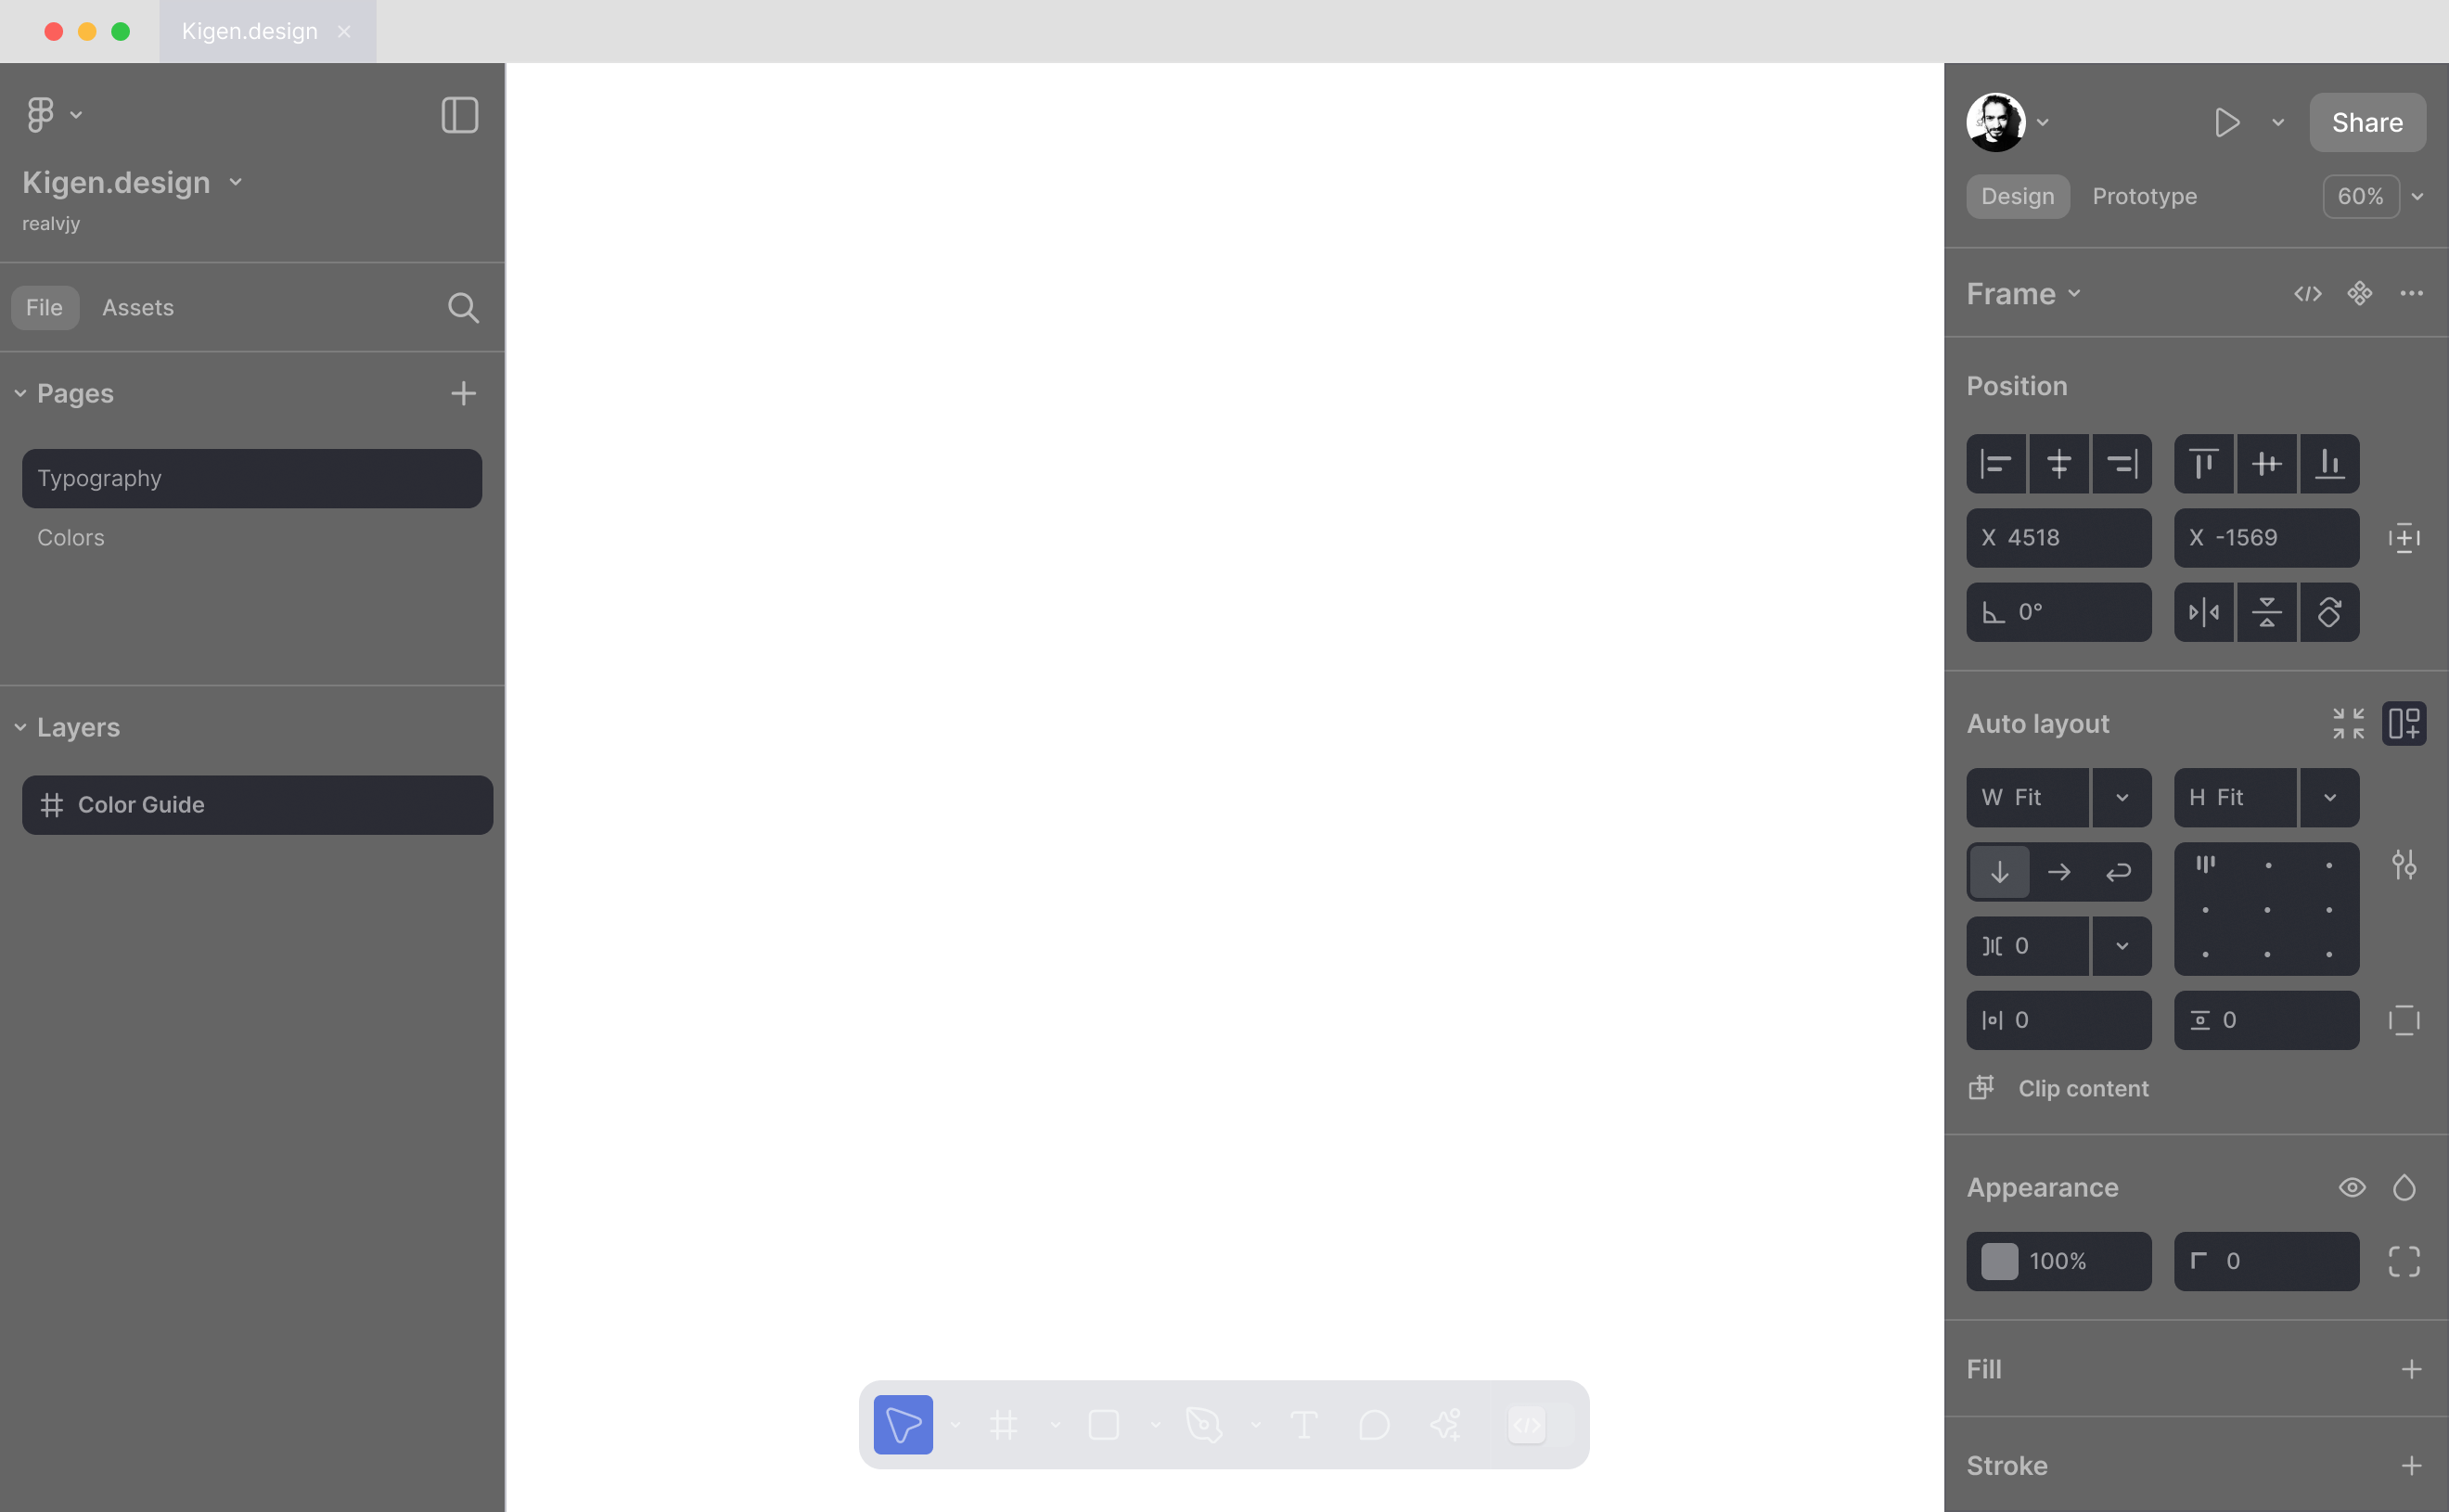 Kigen.design
Kigen.design
realvjy
File Assets
Pages
Typography
Colors
Layers
Color Guide
Share
Design Prototype 60%
Frame
Position
X 4518 X -1569
0°
Auto layout
W Fit H Fit
0
0 0
Clip content
Appearance
100% 0
Fill
Stroke